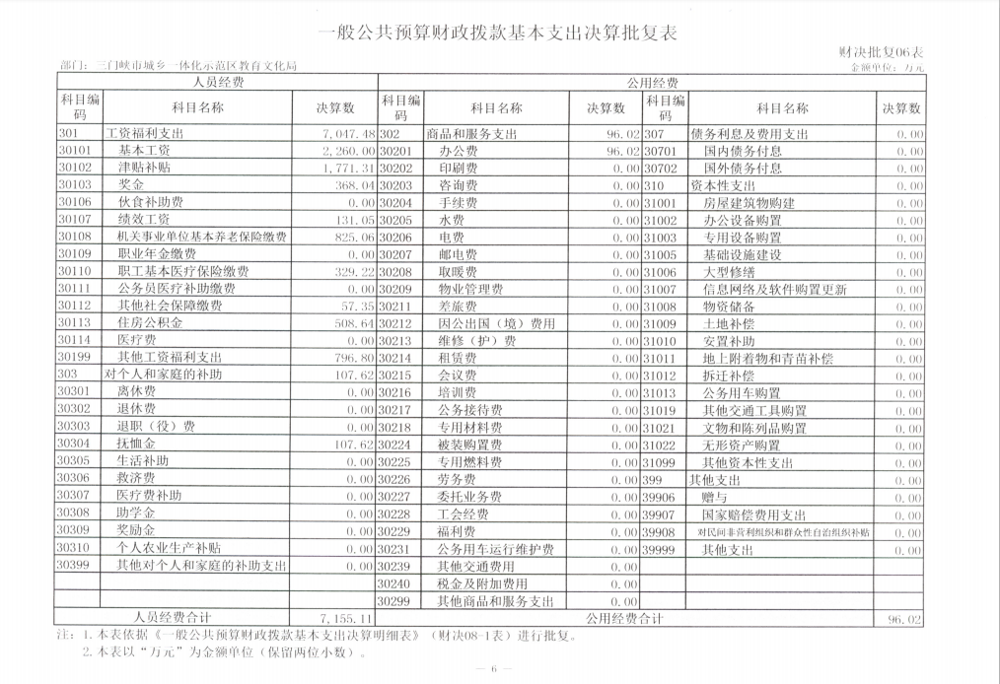 一般公共预算财政拨款基本支出决算批复表
财决批复06表
部门：三门峡市城乡一体化示范区教育文化局 金额单位：万元
人员经费 公用经费
科目编码 科目名称 决算数 科目编码 科目名称 决算数 科目编码 科目名称 决算数
301 工资福利支出 7,047.48 302 商品和服务支出 96.02 307 债务利息及费用支出 0.00
30101 基本工资 2,260.00 30201 办公费 96.02 30701 国内债务付息 0.00
30102 津贴补贴 1,771.31 30202 印刷费 0.00 30702 国外债务付息 0.00
30103 奖金 368.04 30203 咨询费 0.00 310 资本性支出 0.00
30106 伙食补助费 0.00 30204 手续费 0.00 31001 房屋建筑物购建 0.00
30107 绩效工资 131.05 30205 水费 0.00 31002 办公设备购置 0.00
30108 机关事业单位基本养老保险缴费 825.06 30206 电费 0.00 31003 专用设备购置 0.00
30109 职业年金缴费 0.00 30207 邮电费 0.00 31005 基础设施建设 0.00
30110 职工基本医疗保险缴费 329.22 30208 取暖费 0.00 31006 大型修缮 0.00
30111 公务员医疗补助缴费 0.00 30209 物业管理费 0.00 31007 信息网络及软件购置更新 0.00
30112 其他社会保障缴费 57.35 30211 差旅费 0.00 31008 物资储备 0.00
30113 住房公积金 508.64 30212 因公出国（境）费用 0.00 31009 土地补偿 0.00
30114 医疗费 0.00 30213 维修（护）费 0.00 31010 安置补助 0.00
30199 其他工资福利支出 796.80 30214 租赁费 0.00 31011 地上附着物和青苗补偿 0.00
303 对个人和家庭的补助 107.62 30215 会议费 0.00 31012 拆迁补偿 0.00
30301 离休费 0.00 30216 培训费 0.00 31013 公务用车购置 0.00
30302 退休费 0.00 30217 公务接待费 0.00 31019 其他交通工具购置 0.00
30303 退职（役）费 0.00 30218 专用材料费 0.00 31021 文物和陈列品购置 0.00
30304 抚恤金 107.62 30224 被装购置费 0.00 31022 无形资产购置 0.00
30305 生活补助 0.00 30225 专用燃料费 0.00 31099 其他资本性支出 0.00
30306 救济费 0.00 30226 劳务费 0.00 399 其他支出 0.00
30307 医疗费补助 0.00 30227 委托业务费 0.00 39906 赠与 0.00
30308 助学金 0.00 30228 工会经费 0.00 39907 国家赔偿费用支出 0.00
30309 奖励金 0.00 30229 福利费 0.00 39908 对民间非营利组织和群众性自治组织补贴 0.00
30310 个人农业生产补贴 0.00 30231 公务用车运行维护费 0.00 39999 其他支出 0.00
30399 其他对个人和家庭的补助支出 0.00 30239 其他交通费用 0.00
30240 税金及附加费用 0.00
30299 其他商品和服务支出 0.00
人员经费合计 7,155.11 公用经费合计 96.02
注：1.本表依据《一般公共预算财政拨款基本支出决算明细表》（财决08-1表）进行批复。
2.本表以“万元”为金额单位（保留两位小数）。
— 6 —